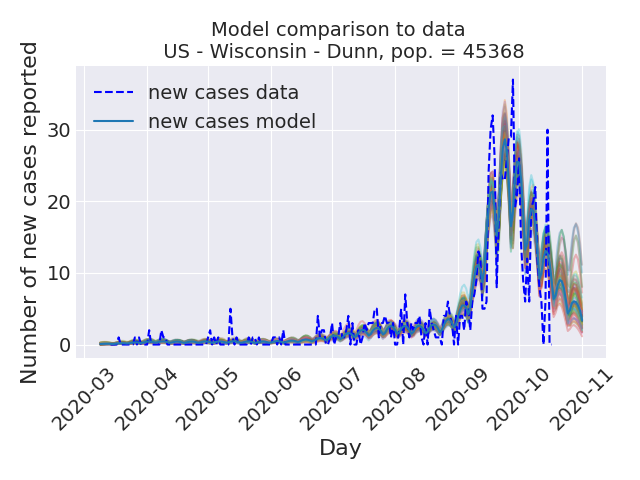 Model comparison to data
US - Wisconsin - Dunn, pop. = 45368
Number of new cases reported
new cases data
new cases model
30
20
10
0
2020-03
2020-04
2020-05
2020-06
2020-07
2020-08
2020-09
2020-10
2020-11
Day